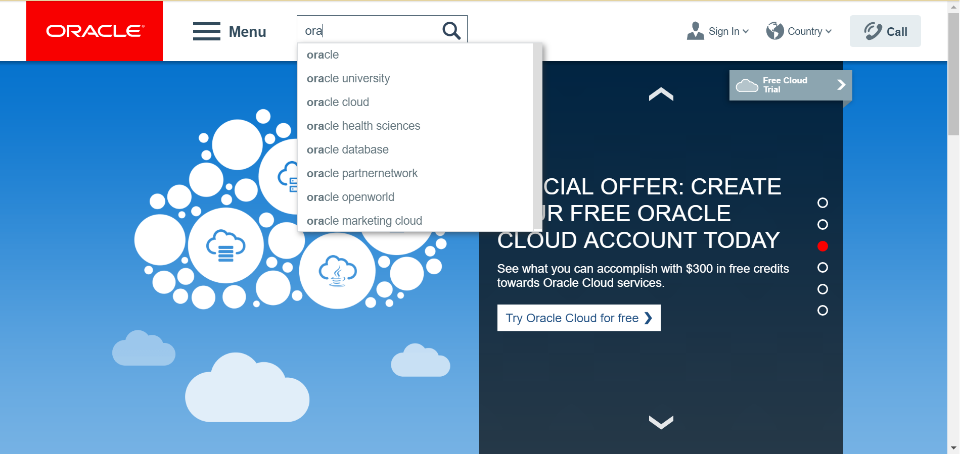 ORACLE
Menu
ora
Sign In
Country
Call
oracle
oracle university
oracle cloud
oracle health sciences
oracle database
oracle partnernetwork
oracle openworld
oracle marketing cloud
Free Cloud
Trial
CIAL OFFER: CREATE
UR FREE ORACLE
CLOUD ACCOUNT TODAY
See what you can accomplish with $300 in free credits
towards Oracle Cloud services.
Try Oracle Cloud for free